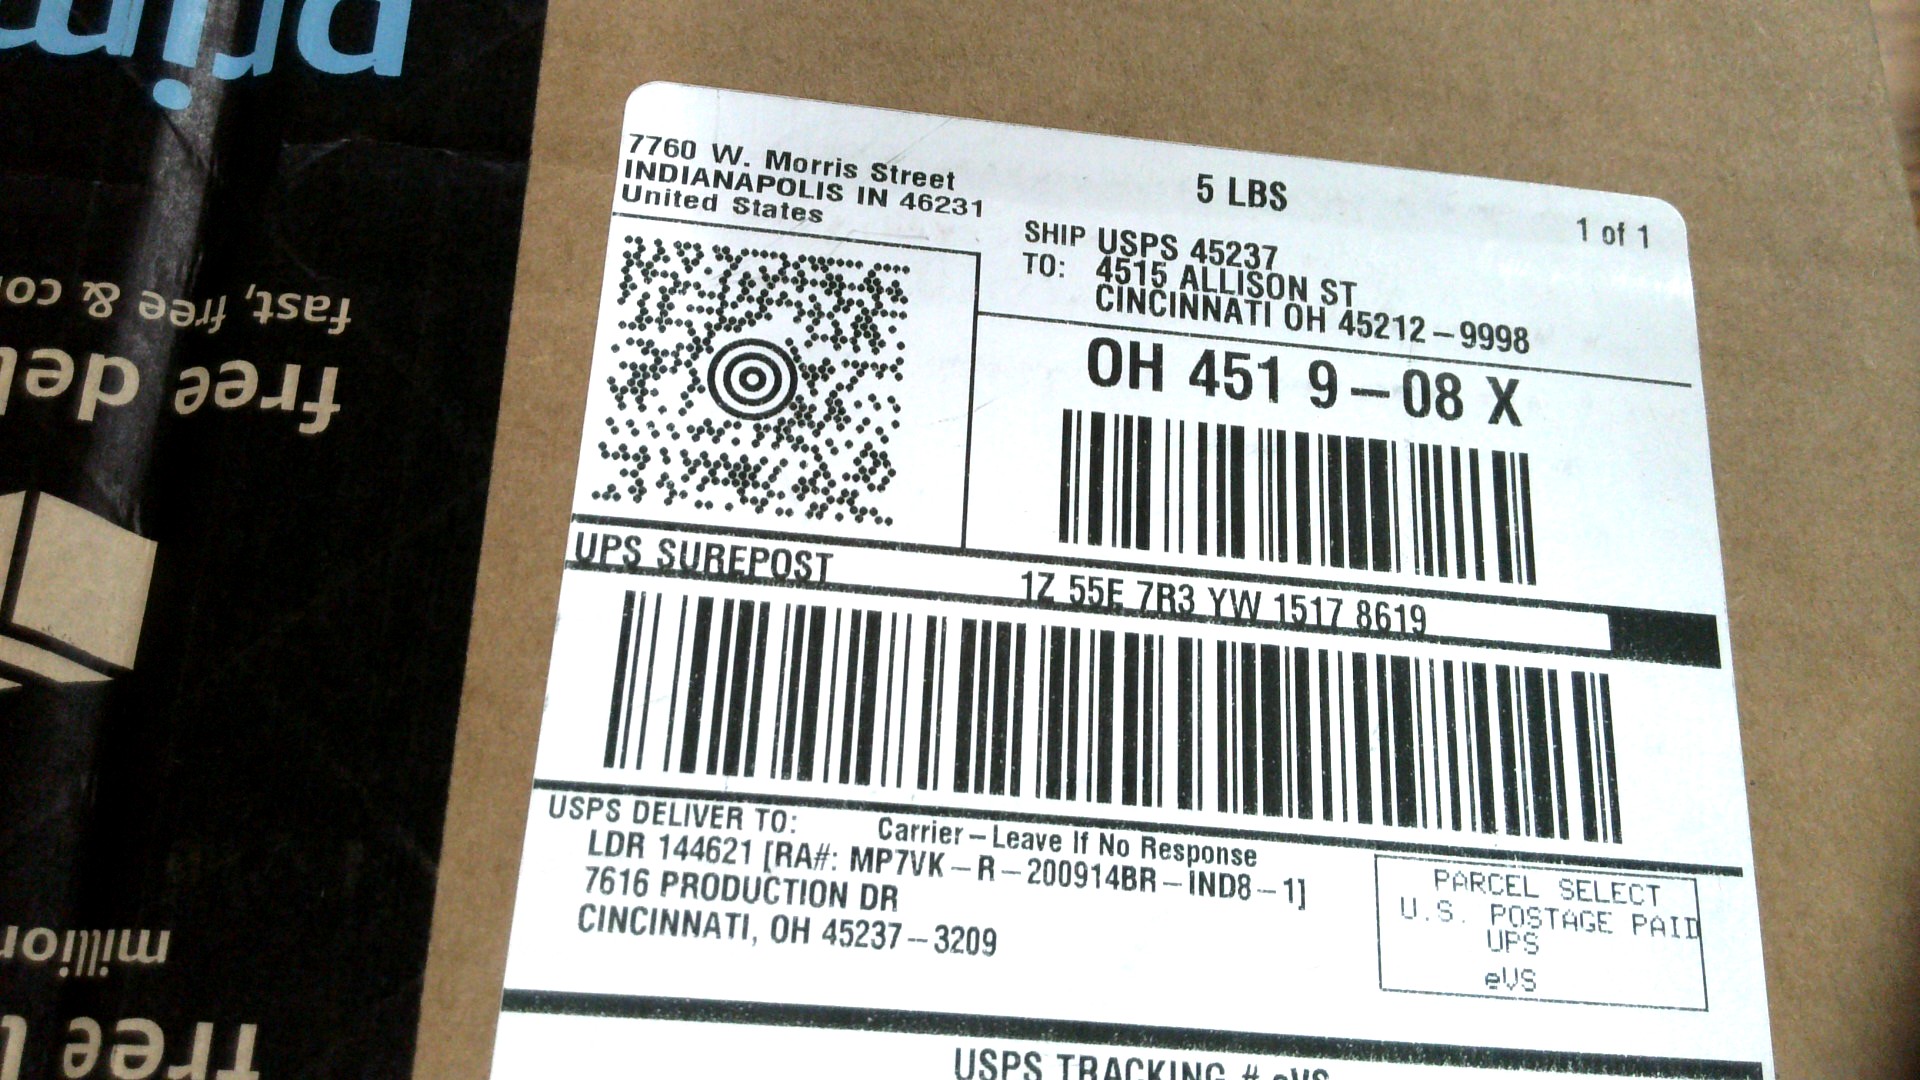 7760 W. Morris Street
INDIANAPOLIS IN 46231
United States
5 LBS
1 of 1
SHIP TO:
USPS 45237
4515 ALLISON ST
CINCINNATI OH 45212-9998
OH 451 9-08 X
UPS SUREPOST
1Z 55E 7R3 YW 1517 8619
USPS DELIVER TO:
Carrier-Leave If No Response
LDR 144621 [RA#: MP7VK-R-200914BR-IND8-1]
7616 PRODUCTION DR
CINCINNATI, OH 45237-3209
PARCEL SELECT
U.S. POSTAGE PAID
UPS
eVS
USPS TRACKING # eVS
free
fast, free &
free